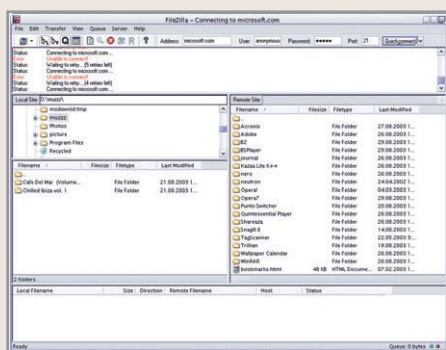 FileZilla - Connecting to microsoft.com
File Edit Transfer View Queue Server Help
Address: microsoft.com User: anonymous Password: ***** Port: 21 Quickconnect
Status: Connecting to microsoft.com ...
Error: Unable to connect!
Status: Waiting to retry... (5 retries left)
Status: Connecting to microsoft.com ...
Error: Unable to connect!
Status: Waiting to retry... (4 retries left)
Status: Connecting to microsoft.com ...
Local Site: D:\muzzz\
msdownld.tmp
muzzz
Photos
picture
Program Files
Recycled
Filename / Filesize Filetype Last Modified
..
Cafe Del Mar (Volume... File Folder 21.08.2003 1...
Chilled Ibiza vol. 1 File Folder 21.08.2003 1...
2 folders.
Remote Site:
Filename / Filesize Filetype Last Modified
..
Acronis File Folder 27.08.2003 1...
Adobe File Folder 26.08.2003 1...
B2 File Folder 29.08.2003 1...
BSPlayer File Folder 29.08.2003 1...
journal File Folder 26.08.2003 1...
Kazaa Lite K++ File Folder 26.08.2003 1...
nero File Folder 26.08.2003 1...
neutron File Folder 24.04.2002 1...
Opera! File Folder 04.03.2003 1...
Opera7 File Folder 29.08.2003 1...
Punto Switcher File Folder 26.08.2003 1...
Quintessential Player File Folder 26.08.2003 1...
Shareaza File Folder 26.08.2003 1...
SnagIt 6 File Folder 14.08.2003 1...
TagScanner File Folder 22.05.2003
Trillian File Folder 19.08.2003 1...
Wallpaper Calendar File Folder 26.08.2003 1...
WinRAR File Folder 26.08.2003 1...
bookmarks.html 48 KB HTML Docume... 07.02.2003 1...
Local Filename Size Direction Remote Filename Host Status
Ready Queue: 0 bytes